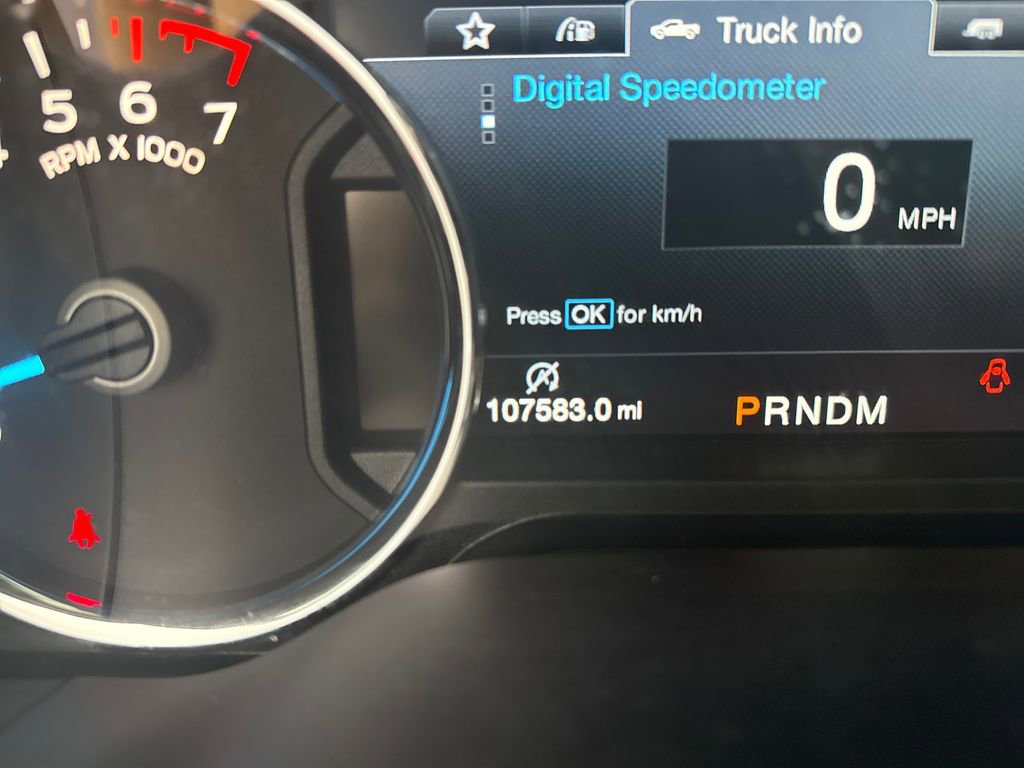 Truck Info
Digital Speedometer
5 6 7
RPM X 1000
0 MPH
Press OK for km/h
107583.0 mi
PRNDM